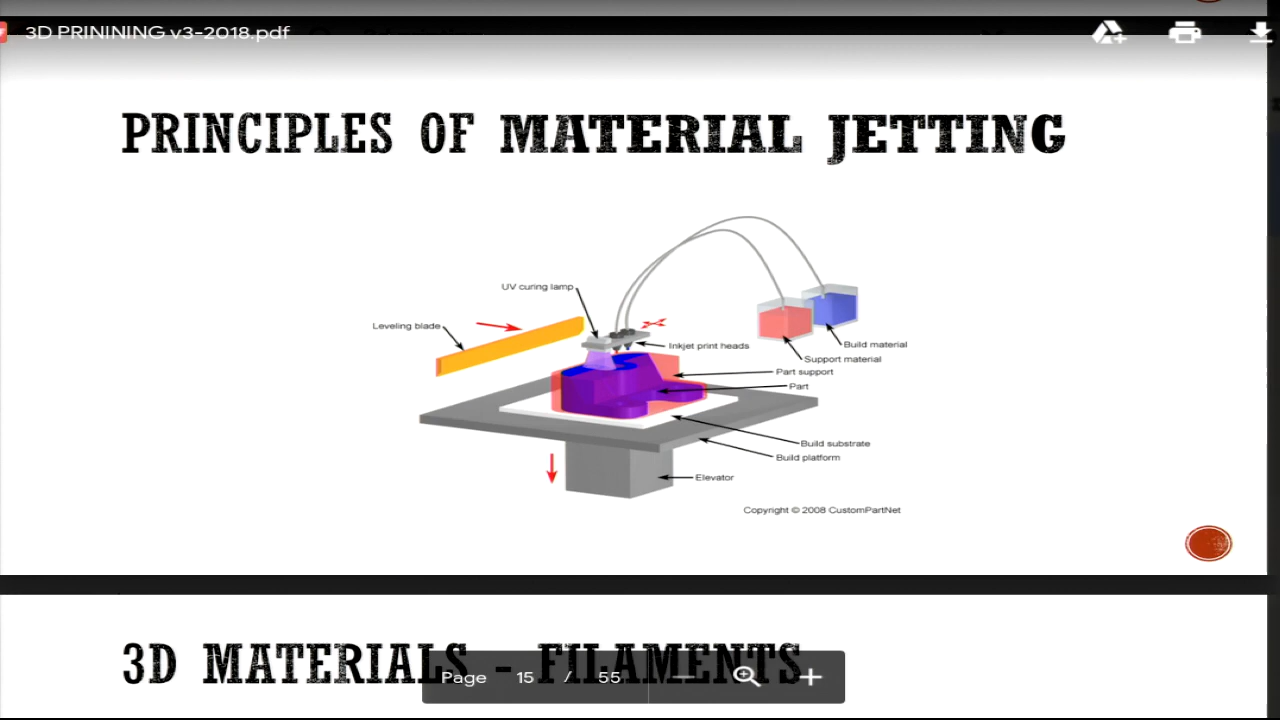 3D PRINTING v3-2018.pdf
PRINCIPLES OF MATERIAL JETTING
UV curing lamp
Leveling blade
Inkjet print heads
Build material
Support material
Part support
Part
Build substrate
Build platform
Elevator
Copyright © 2008 CustomPartNet
3D MATERIALS - FILAMENTS
Page 15 / 55